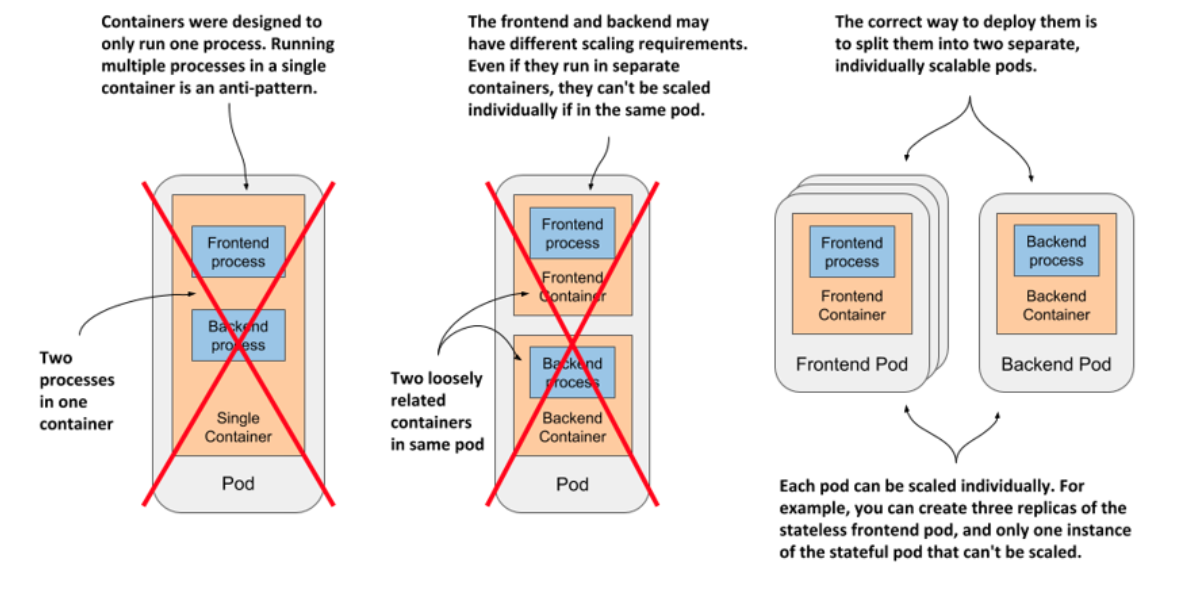 Containers were designed to
only run one process. Running
multiple processes in a single
container is an anti-pattern.
Two
processes
in one
container
Frontend
process
Backend
process
Single
Container
Pod
The frontend and backend may
have different scaling requirements.
Even if they run in separate
containers, they can't be scaled
individually if in the same pod.
Two loosely
related
containers
in same pod
Frontend
process
Frontend
Container
Backend
process
Backend
Container
Pod
The correct way to deploy them is
to split them into two separate,
individually scalable pods.
Frontend
process
Frontend
Container
Frontend Pod
Backend
process
Backend
Container
Backend Pod
Each pod can be scaled individually. For
example, you can create three replicas of the
stateless frontend pod, and only one instance
of the stateful pod that can't be scaled.